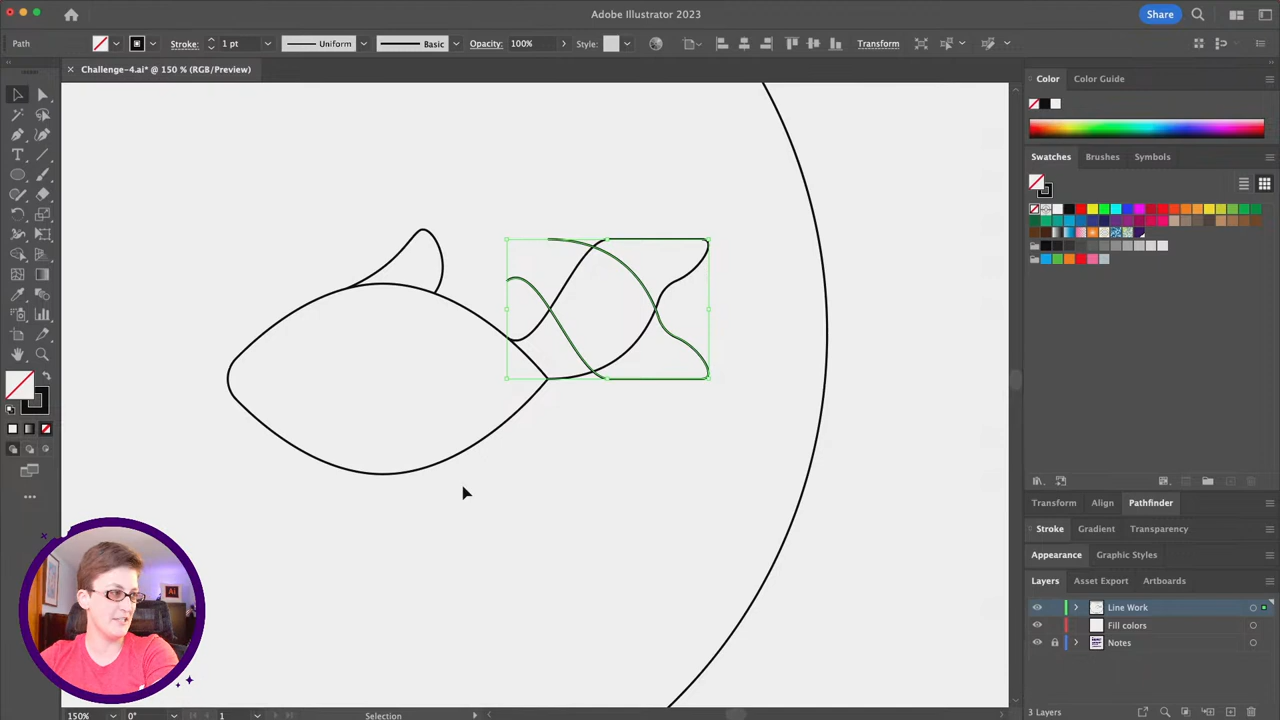 Adobe Illustrator 2023
Share
Path
Stroke:
1 pt
Uniform
Basic
Opacity:
100%
Style:
Transform
Challenge-4.ai* @ 150 % (RGB/Preview)
Color
Color Guide
Swatches
Brushes
Symbols
Transform
Align
Pathfinder
Stroke
Gradient
Transparency
Appearance
Graphic Styles
Layers
Asset Export
Artboards
Line Work
Fill colors
Notes
Ai
150%
0°
1
Selection
3 Layers